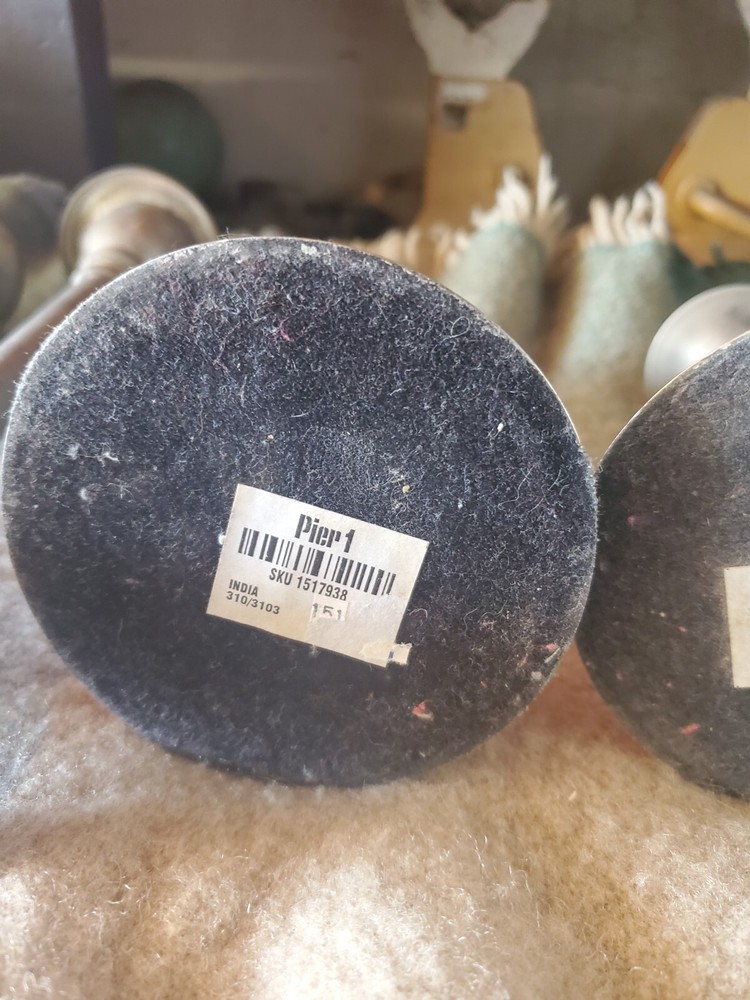 Pier 1
SKU 1517938
INDIA
310/3103 151